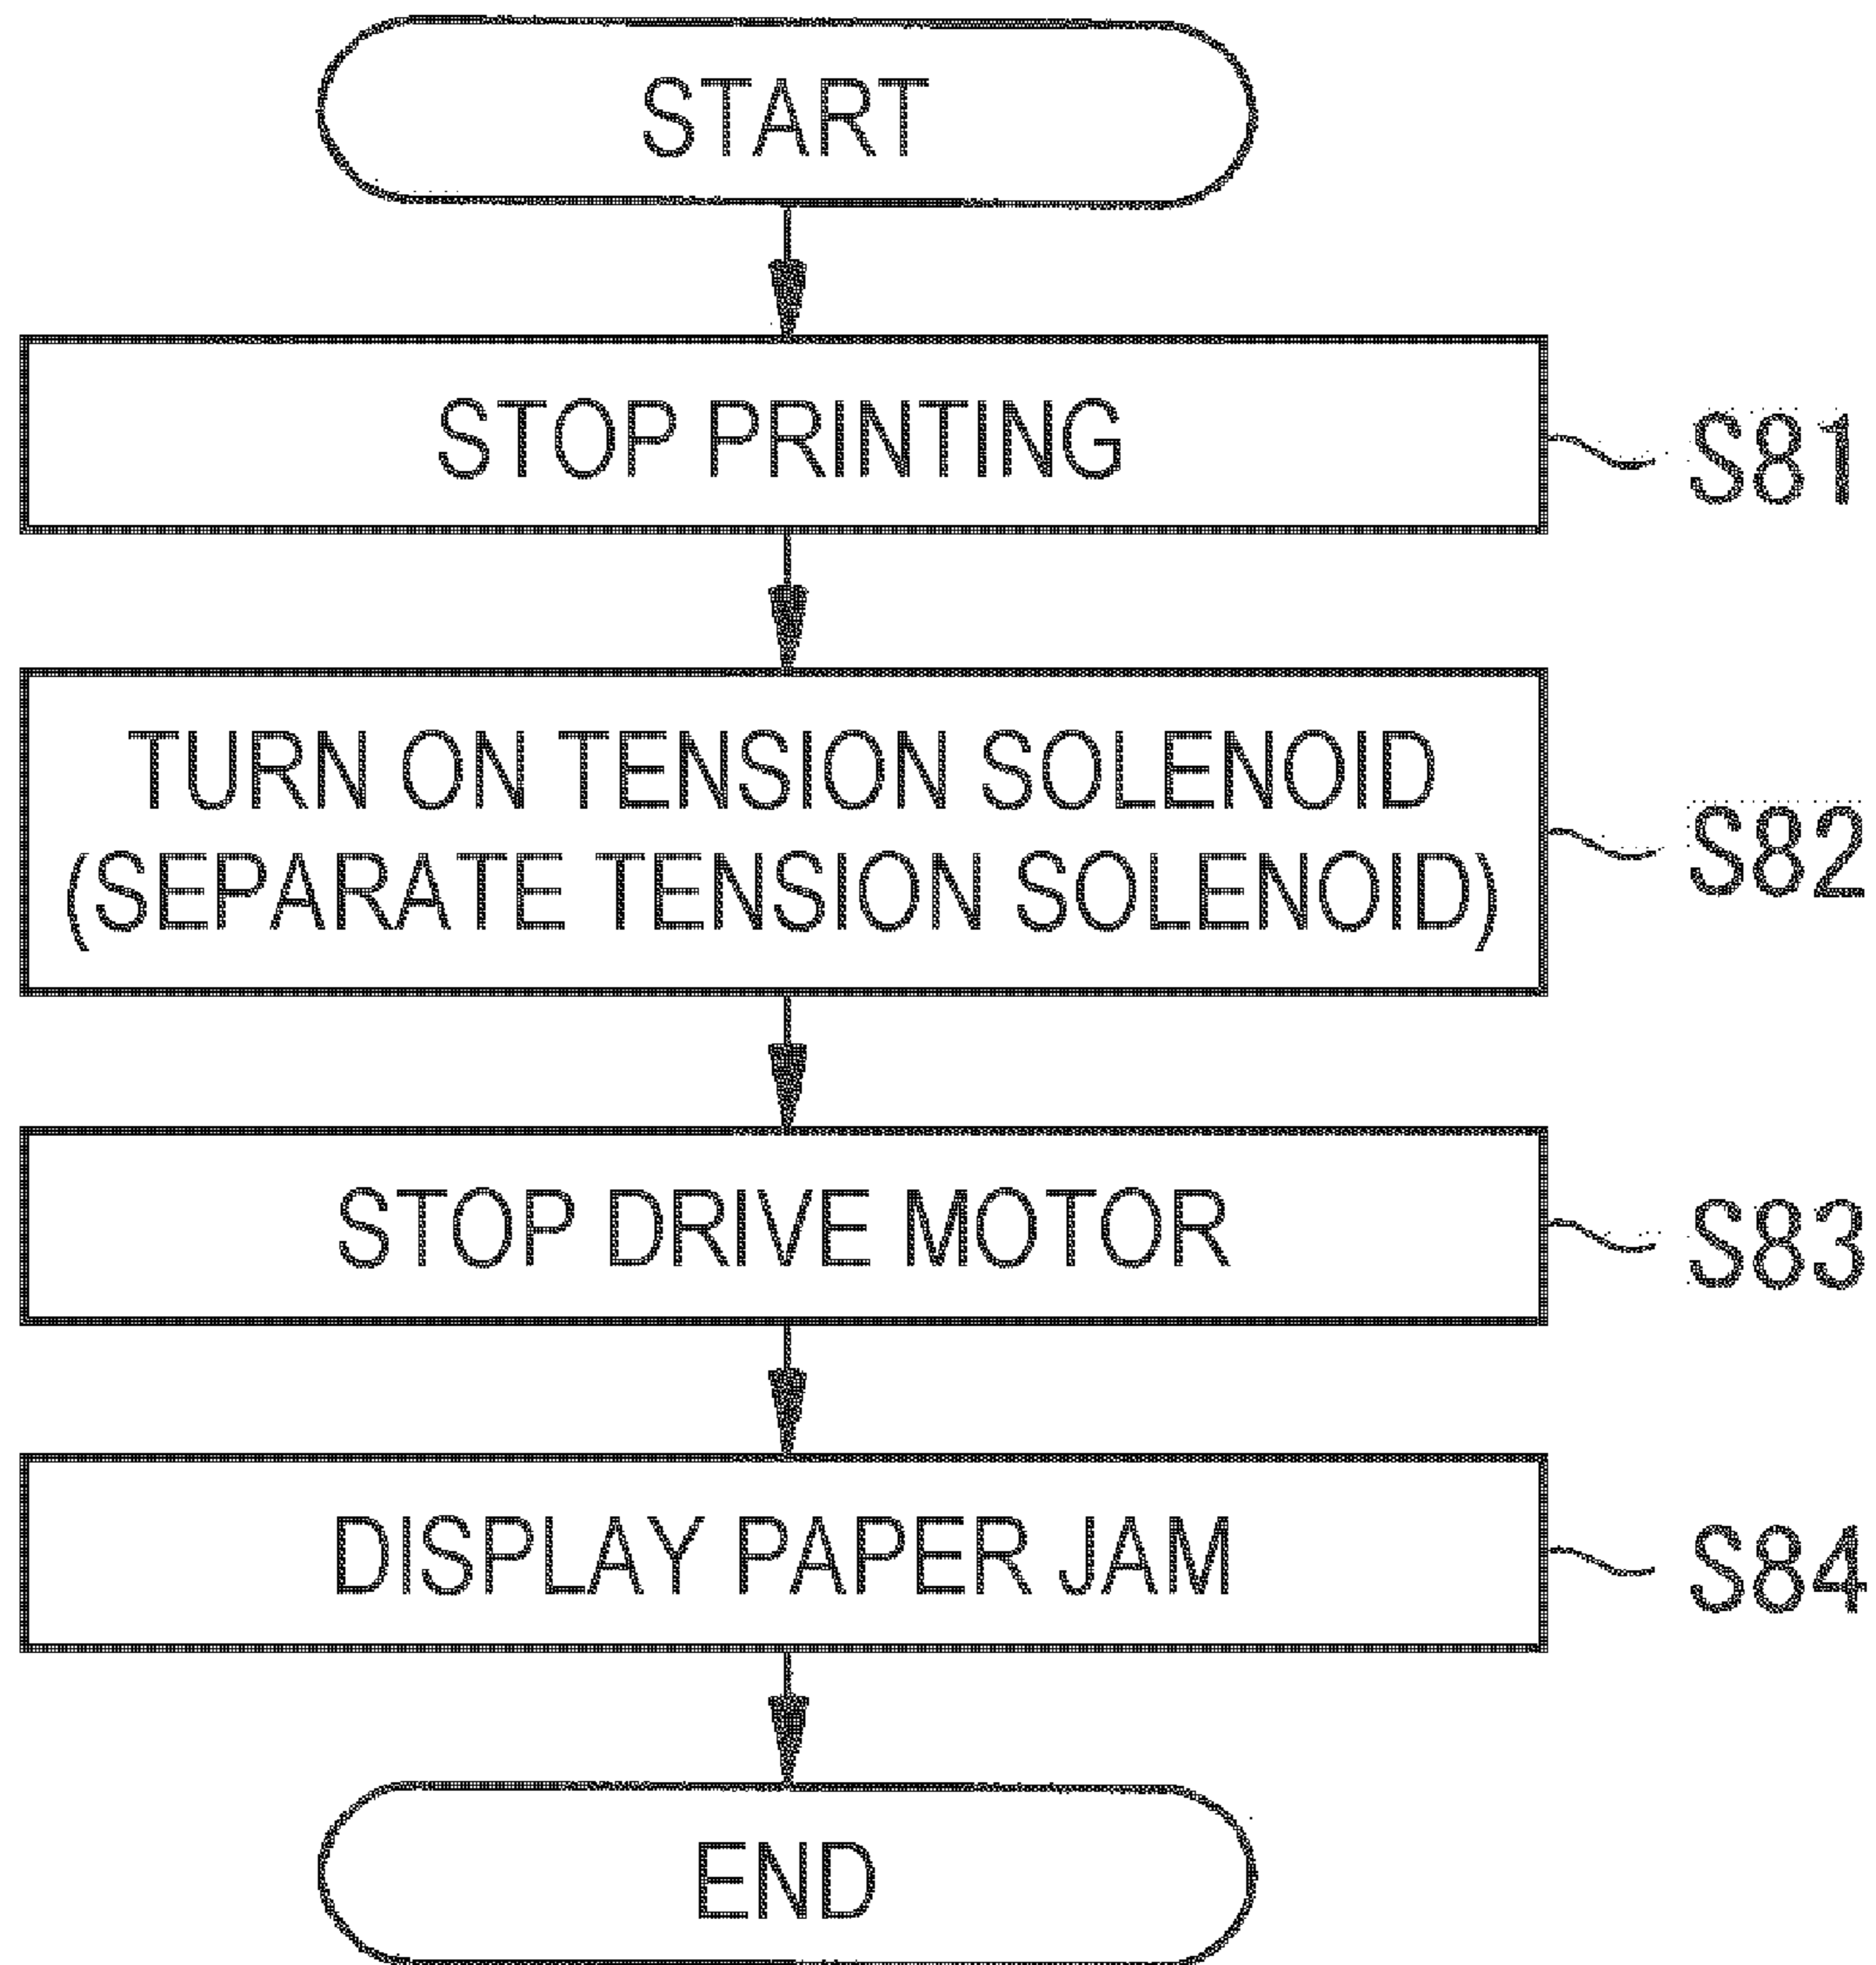 START
STOP PRINTING
S81
TURN ON TENSION SOLENOID
(SEPARATE TENSION SOLENOID)
S82
STOP DRIVE MOTOR
S83
DISPLAY PAPER JAM
S84
END